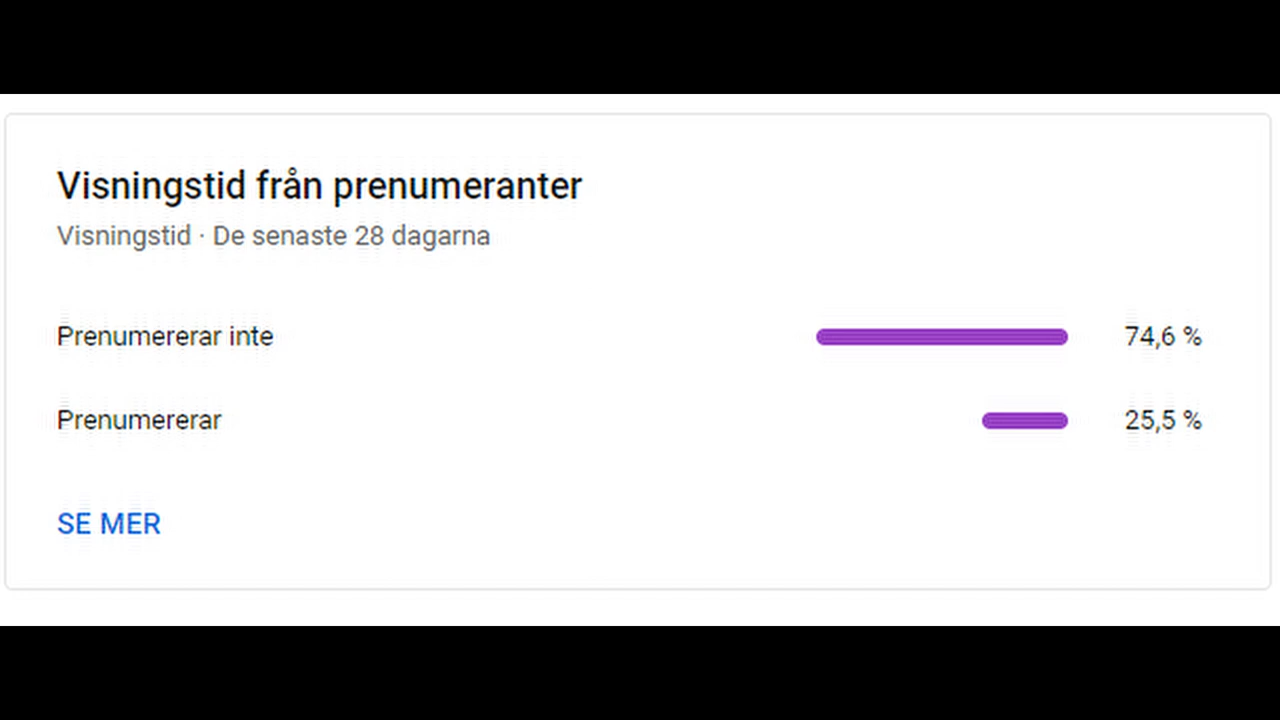 Visningstid från prenumeranter
Visningstid · De senaste 28 dagarna
Prenumererar inte 74,6 %
Prenumererar 25,5 %
SE MER